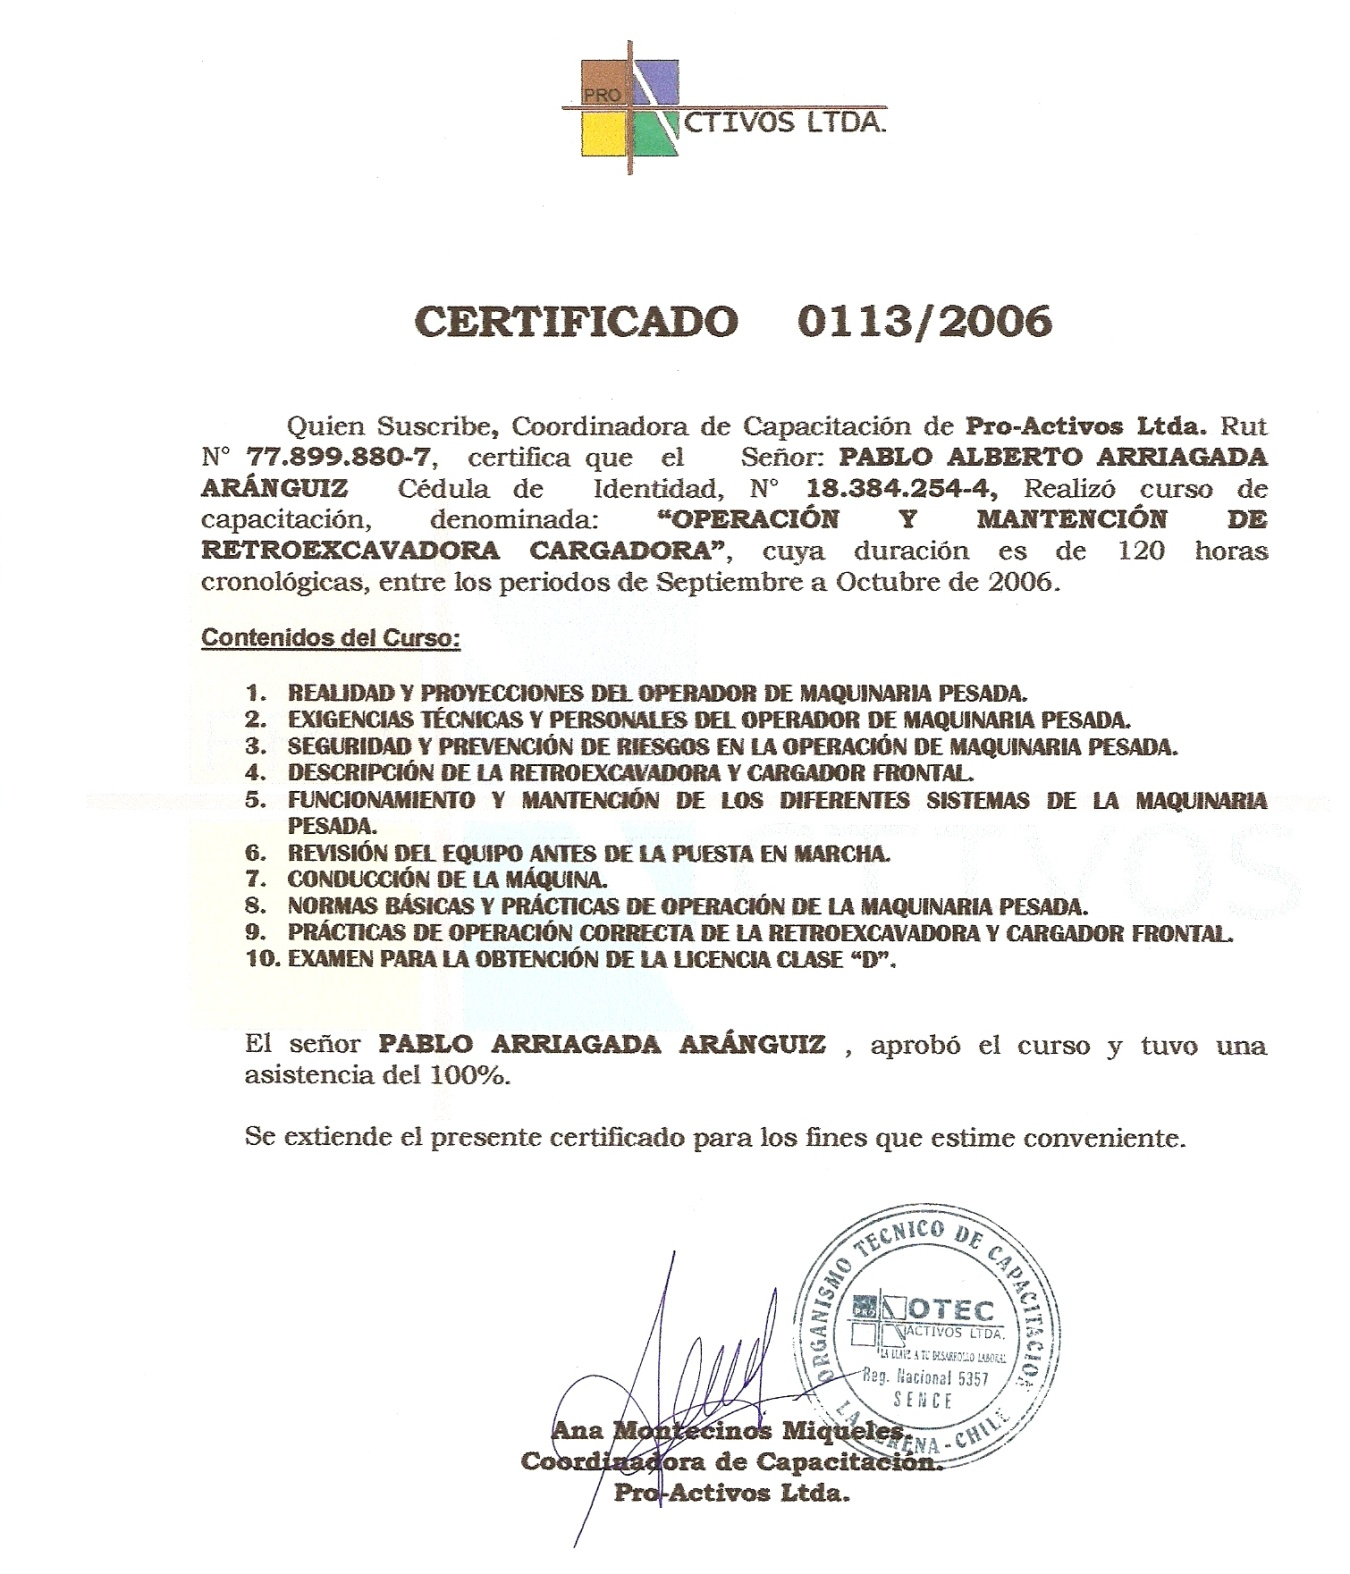 PRO
CTIVOS LTDA.
CERTIFICADO 0113/2006
Quien Suscribe, Coordinadora de Capacitación de Pro-Activos Ltda. Rut
N° 77.899.880-7, certifica que el Señor: PABLO ALBERTO ARRIAGADA
ARÁNGUIZ Cédula de Identidad, N° 18.384.254-4, Realizó curso de
capacitación, denominada: “OPERACIÓN Y MANTENCIÓN DE
RETROEXCAVADORA CARGADORA”, cuya duración es de 120 horas
cronológicas, entre los periodos de Septiembre a Octubre de 2006.
Contenidos del Curso:
1. REALIDAD Y PROYECCIONES DEL OPERADOR DE MAQUINARIA PESADA.
2. EXIGENCIAS TÉCNICAS Y PERSONALES DEL OPERADOR DE MAQUINARIA PESADA.
3. SEGURIDAD Y PREVENCIÓN DE RIESGOS EN LA OPERACIÓN DE MAQUINARIA PESADA.
4. DESCRIPCIÓN DE LA RETROEXCAVADORA Y CARGADOR FRONTAL.
5. FUNCIONAMIENTO Y MANTENCIÓN DE LOS DIFERENTES SISTEMAS DE LA MAQUINARIA
PESADA.
6. REVISIÓN DEL EQUIPO ANTES DE LA PUESTA EN MARCHA.
7. CONDUCCIÓN DE LA MÁQUINA.
8. NORMAS BÁSICAS Y PRÁCTICAS DE OPERACIÓN DE LA MAQUINARIA PESADA.
9. PRÁCTICAS DE OPERACIÓN CORRECTA DE LA RETROEXCAVADORA Y CARGADOR FRONTAL.
10. EXAMEN PARA LA OBTENCIÓN DE LA LICENCIA CLASE “D”.
El señor PABLO ARRIAGADA ARÁNGUIZ , aprobó el curso y tuvo una
asistencia del 100%.
Se extiende el presente certificado para los fines que estime conveniente.
ORGANISMO TECNICO DE CAPACITACION
PRO OTEC
ACTIVOS LTDA.
LA LLAVE A TU DESARROLLO LABORAL
Reg. Nacional 5357
SENCE
LA SERENA - CHILE
Ana Montecinos Miqueles.
Coordinadora de Capacitación.
Pro-Activos Ltda.